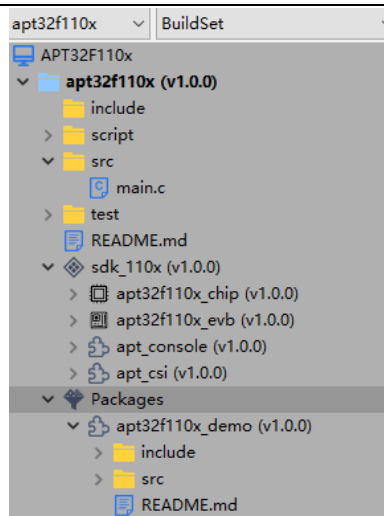 apt32f110x BuildSet
APT32F110x
apt32f110x (v1.0.0)
include
script
src
main.c
test
README.md
sdk_110x (v1.0.0)
apt32f110x_chip (v1.0.0)
apt32f110x_evb (v1.0.0)
apt_console (v1.0.0)
apt_csi (v1.0.0)
Packages
apt32f110x_demo (v1.0.0)
include
src
README.md